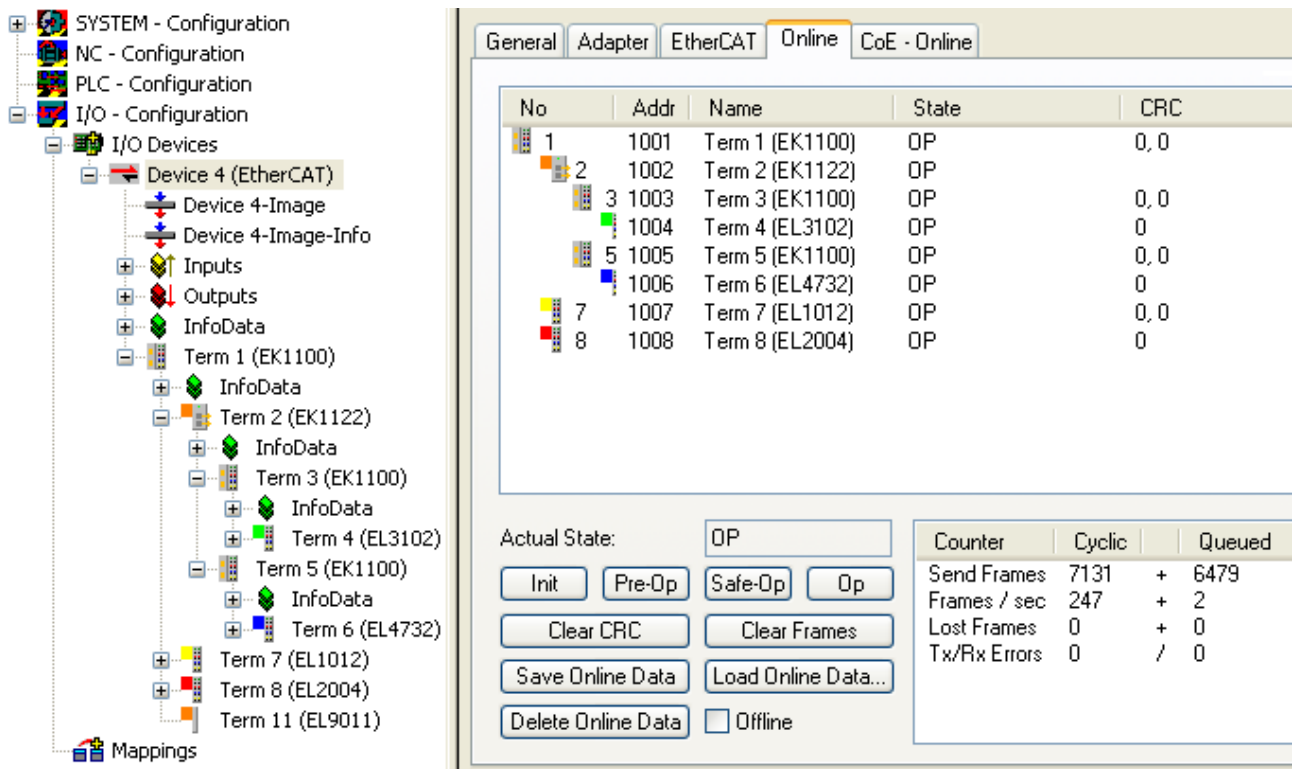 SYSTEM - Configuration
NC - Configuration
PLC - Configuration
I/O - Configuration
I/O Devices
Device 4 (EtherCAT)
Device 4-Image
Device 4-Image-Info
Inputs
Outputs
InfoData
Term 1 (EK1100)
InfoData
Term 2 (EK1122)
InfoData
Term 3 (EK1100)
InfoData
Term 4 (EL3102)
Term 5 (EK1100)
InfoData
Term 6 (EL4732)
Term 7 (EL1012)
Term 8 (EL2004)
Term 11 (EL9011)
Mappings
General Adapter EtherCAT Online CoE - Online
No Addr Name State CRC
1 1001 Term 1 (EK1100) OP 0, 0
2 1002 Term 2 (EK1122) OP
3 1003 Term 3 (EK1100) OP 0, 0
1004 Term 4 (EL3102) OP 0
5 1005 Term 5 (EK1100) OP 0, 0
1006 Term 6 (EL4732) OP 0
7 1007 Term 7 (EL1012) OP 0, 0
8 1008 Term 8 (EL2004) OP 0
Actual State: OP
Init Pre-Op Safe-Op Op
Clear CRC Clear Frames
Save Online Data Load Online Data...
Delete Online Data Offline
Counter Cyclic Queued
Send Frames 7131 + 6479
Frames / sec 247 + 2
Lost Frames 0 + 0
Tx/Rx Errors 0 / 0